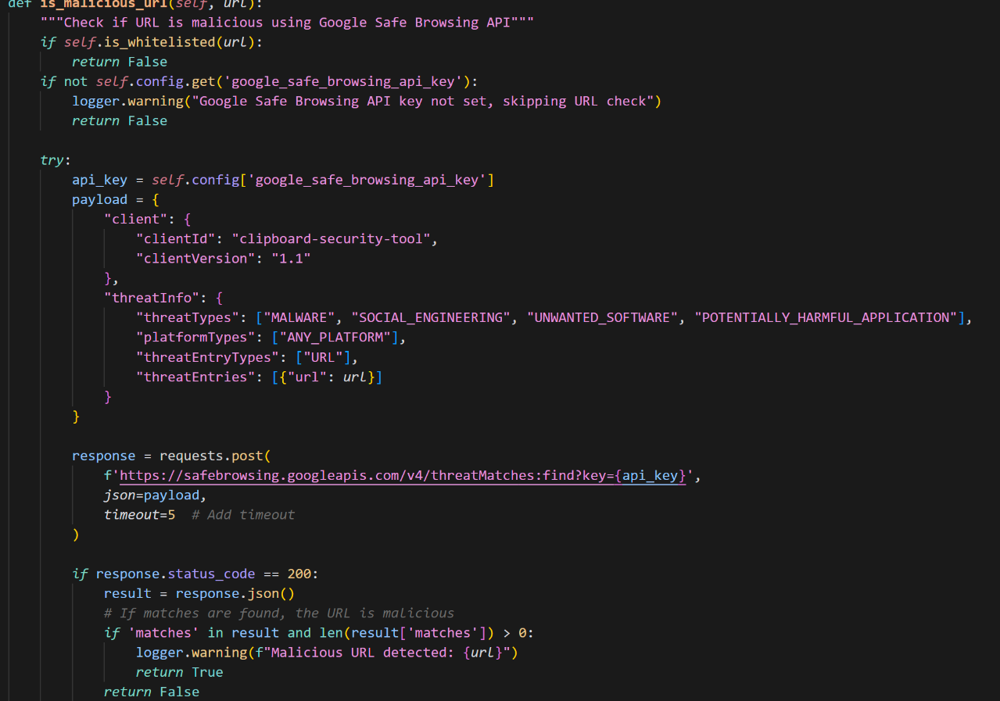 def is_malicious_url(self, url):
"""Check if URL is malicious using Google Safe Browsing API"""
if self.is_whitelisted(url):
return False
if not self.config.get('google_safe_browsing_api_key'):
logger.warning("Google Safe Browsing API key not set, skipping URL check")
return False
try:
api_key = self.config['google_safe_browsing_api_key']
payload = {
"client": {
"clientId": "clipboard-security-tool",
"clientVersion": "1.1"
},
"threatInfo": {
"threatTypes": ["MALWARE", "SOCIAL_ENGINEERING", "UNWANTED_SOFTWARE", "POTENTIALLY_HARMFUL_APPLICATION"],
"platformTypes": ["ANY_PLATFORM"],
"threatEntryTypes": ["URL"],
"threatEntries": [{"url": url}]
}
}
response = requests.post(
f'https://safebrowsing.googleapis.com/v4/threatMatches:find?key={api_key}',
json=payload,
timeout=5  # Add timeout
)
if response.status_code == 200:
result = response.json()
# If matches are found, the URL is malicious
if 'matches' in result and len(result['matches']) > 0:
logger.warning(f"Malicious URL detected: {url}")
return True
return False